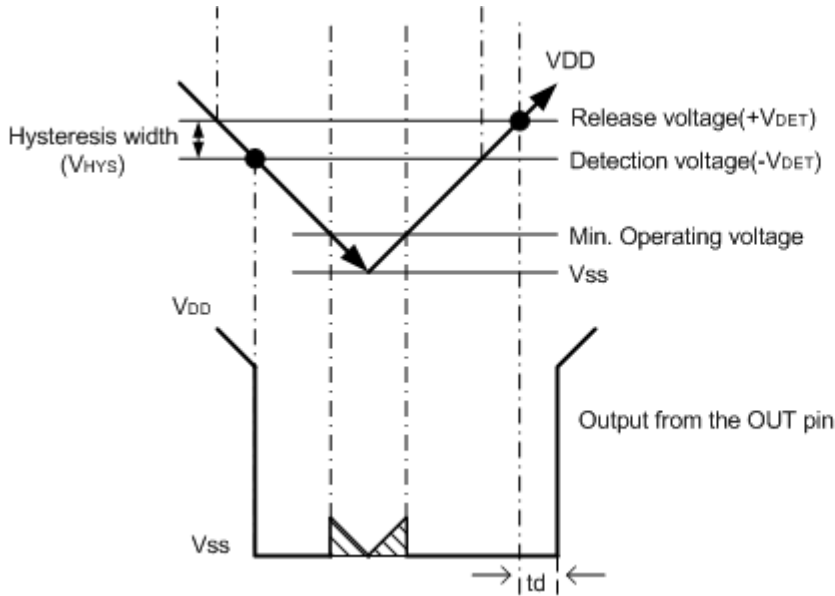 VDD
Release voltage(+VDET)
Hysteresis width
(VHYS)
Detection voltage(-VDET)
Min. Operating voltage
Vss
VDD
Output from the OUT pin
Vss
td